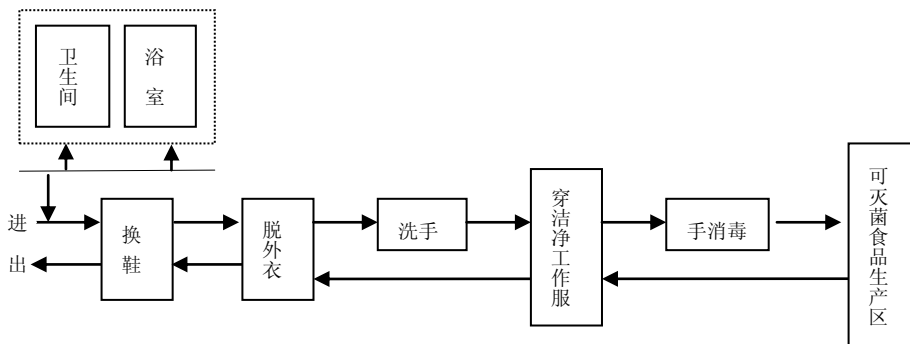 卫生间
浴室
进
出
换鞋
脱外衣
洗手
穿洁净工作服
手消毒
可灭菌食品生产区